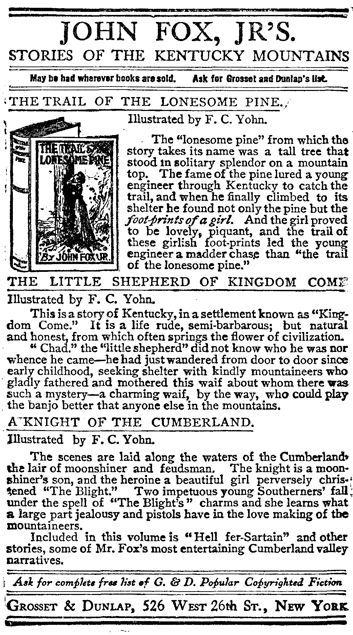 JOHN FOX, JR'S.
STORIES OF THE KENTUCKY MOUNTAINS
May be had wherever books are sold. Ask for Grosset and Dunlap's list.
THE TRAIL OF THE LONESOME PINE.
Illustrated by F. C. Yohn.
THE TRAIL OF THE
LONESOME PINE
By JOHN FOX JR.
The "lonesome pine" from which the
story takes its name was a tall tree that
stood in solitary splendor on a mountain
top. The fame of the pine lured a young
engineer through Kentucky to catch the
trail, and when he finally climbed to its
shelter he found not only the pine but the
foot-prints of a girl. And the girl proved
to be lovely, piquant, and the trail of
these girlish foot-prints led the young
engineer a madder chase than "the trail
of the lonesome pine."
THE LITTLE SHEPHERD OF KINGDOM COME
Illustrated by F. C. Yohn.
This is a story of Kentucky, in a settlement known as "King-
dom Come." It is a life rude, semi-barbarous; but natural
and honest, from which often springs the flower of civilization.
"Chad." the "little shepherd" did not know who he was nor
whence he came—he had just wandered from door to door since
early childhood, seeking shelter with kindly mountaineers who
gladly fathered and mothered this waif about whom there was
such a mystery—a charming waif, by the way, who could play
the banjo better that anyone else in the mountains.
A KNIGHT OF THE CUMBERLAND.
Illustrated by F. C. Yohn.
The scenes are laid along the waters of the Cumberland
the lair of moonshiner and feudsman. The knight is a moon-
shiner's son, and the heroine a beautiful girl perversely chris-
tened "The Blight." Two impetuous young Southerners' fall
under the spell of "The Blight's" charms and she learns what
a large part jealousy and pistols have in the love making of the
mountaineers.
Included in this volume is "Hell fer-Sartain" and other
stories, some of Mr. Fox's most entertaining Cumberland valley
narratives.
Ask for complete free list of G. & D. Popular Copyrighted Fiction
GROSSET & DUNLAP, 526 WEST 26th ST., NEW YORK